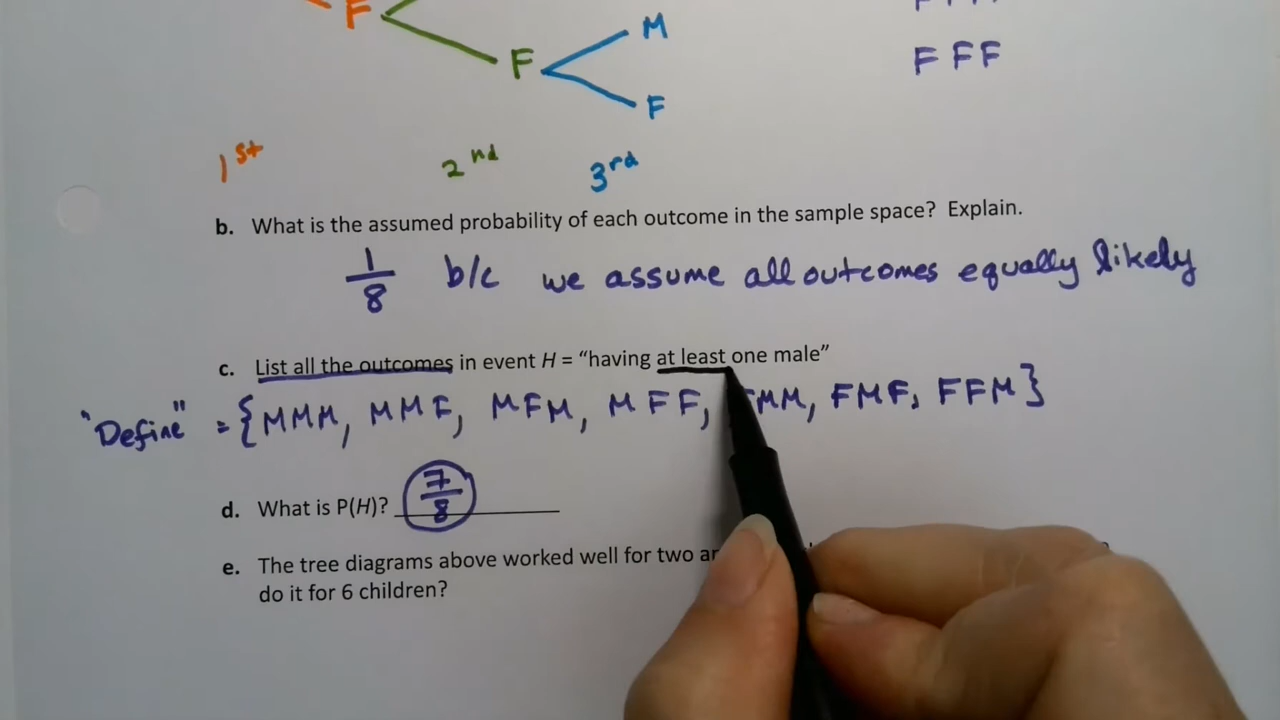 F
M
F
F
F F F
1st
2nd
3rd
b. What is the assumed probability of each outcome in the sample space? Explain.
1/8 b/c we assume all outcomes equally likely
c. List all the outcomes in event H = “having at least one male”
"Define" = {MMM, MMF, MFM, MFF, MM, FMF, FFM}
d. What is P(H)? 7/8
e. The tree diagrams above worked well for two
do it for 6 children?